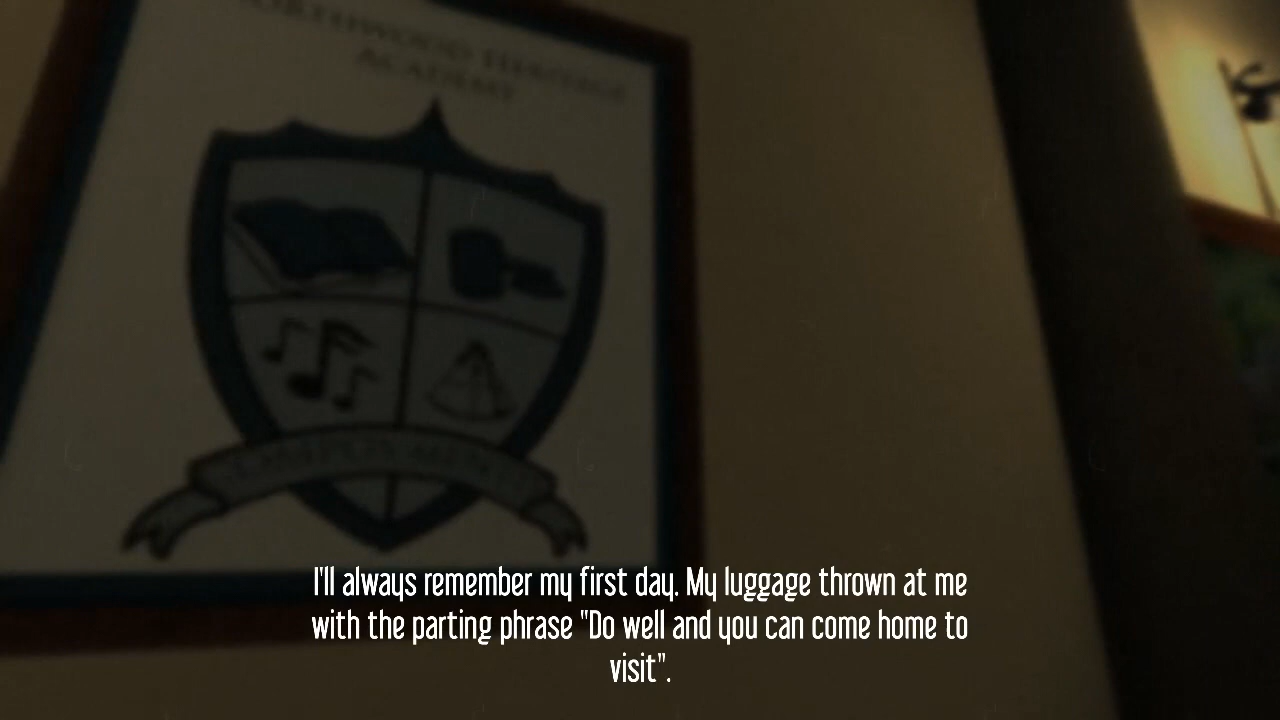 ACADEMY
I'll always remember my first day. My luggage thrown at me
with the parting phrase "Do well and you can come home to
visit".